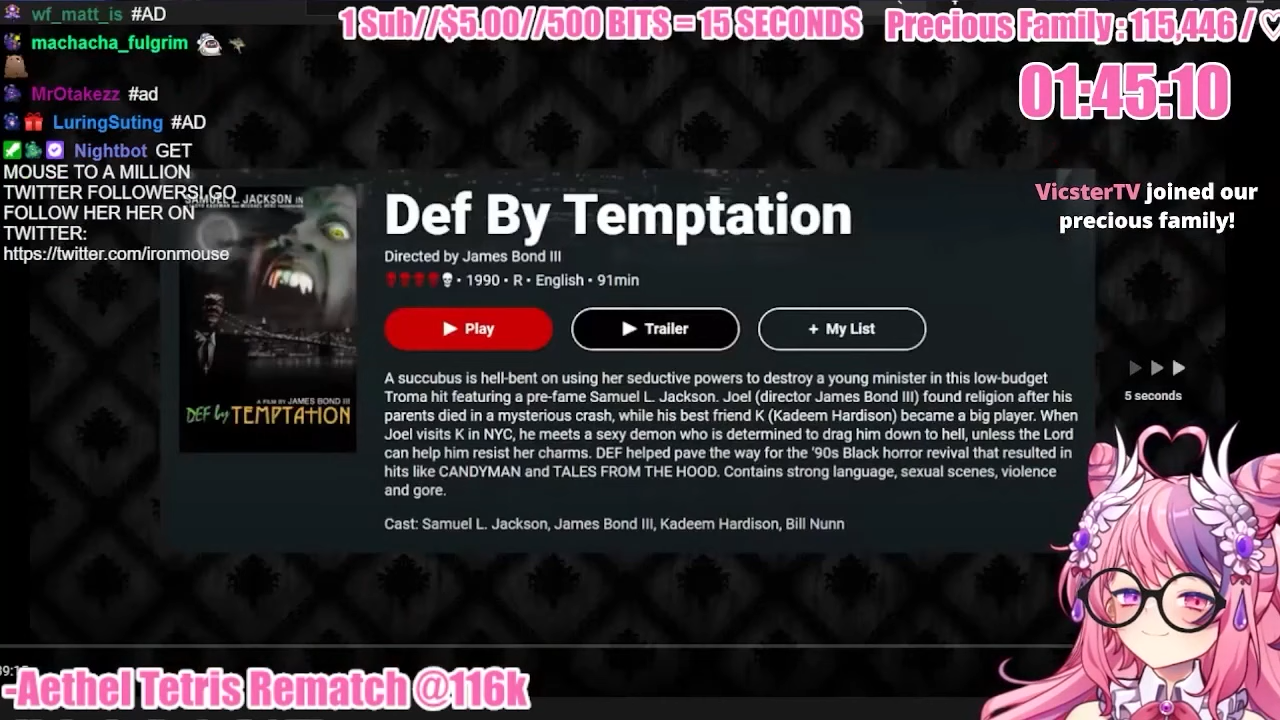 wf_matt_is #AD
machacha_fulgrim
MrOtakezz #ad
LuringSuting #AD
Nightbot GET
MOUSE TO A MILLION
TWITTER FOLLOWERS! GO
FOLLOW HER HER ON
TWITTER:
https://twitter.com/ironmouse
1 Sub//$5.00//500 BITS = 15 SECONDS
Precious Family : 115,446 / ♡
01:45:10
VicsterTV joined our
precious family!
SAMUEL L. JACKSON IN
A FILM BY JAMES BOND III
DEF by TEMPTATION
Def By Temptation
Directed by James Bond III
• 1990 • R • English • 91min
Play
Trailer
+ My List
A succubus is hell-bent on using her seductive powers to destroy a young minister in this low-budget
Troma hit featuring a pre-fame Samuel L. Jackson. Joel (director James Bond III) found religion after his
parents died in a mysterious crash, while his best friend K (Kadeem Hardison) became a big player. When
Joel visits K in NYC, he meets a sexy demon who is determined to drag him down to hell, unless the Lord
can help him resist her charms. DEF helped pave the way for the '90s Black horror revival that resulted in
hits like CANDYMAN and TALES FROM THE HOOD. Contains strong language, sexual scenes, violence
and gore.
Cast: Samuel L. Jackson, James Bond III, Kadeem Hardison, Bill Nunn
5 seconds
-Aethel Tetris Rematch @116k